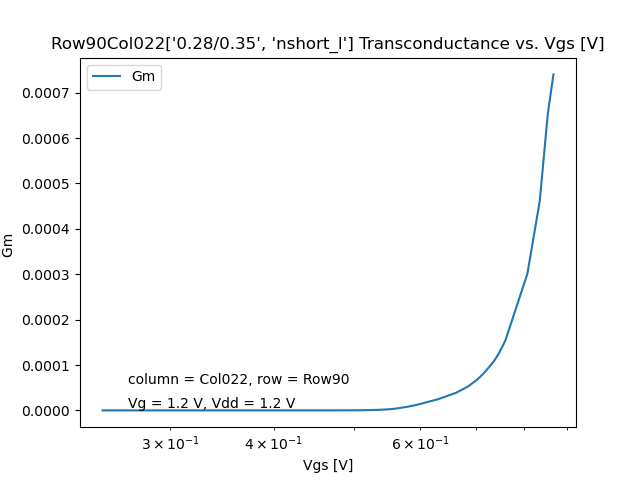 Row90Col022['0.28/0.35', 'nshort_l'] Transconductance vs. Vgs [V]
Gm
0.0007
0.0006
0.0005
0.0004
0.0003
0.0002
0.0001
0.0000
Gm
column = Col022, row = Row90
Vg = 1.2 V, Vdd = 1.2 V
3 × 10⁻¹
4 × 10⁻¹
6 × 10⁻¹
Vgs [V]